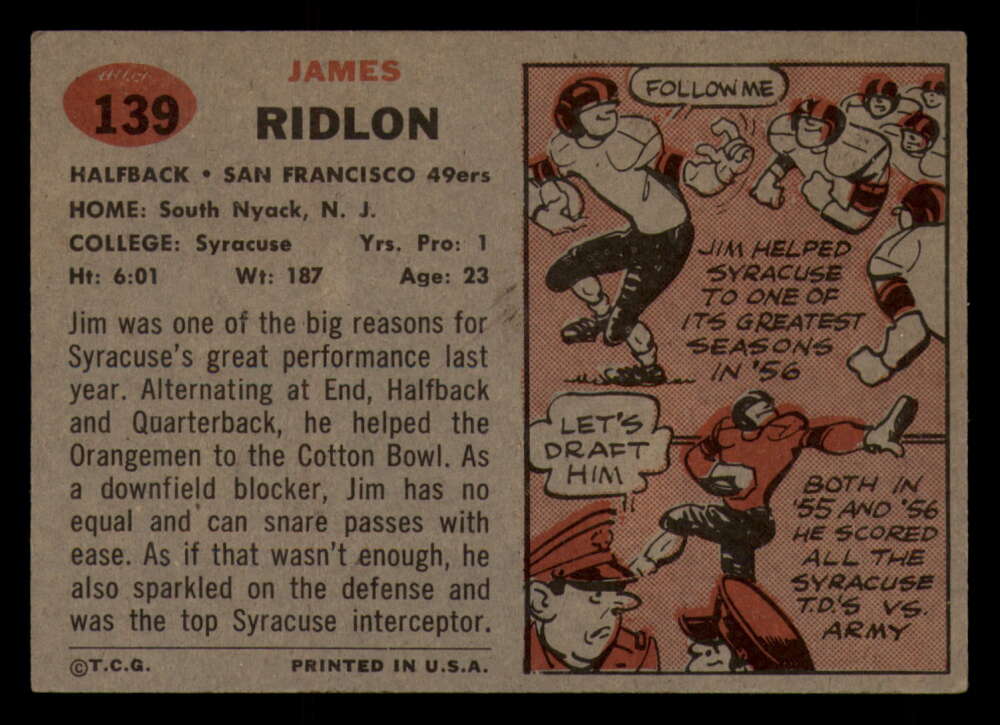 139
JAMES
RIDLON
HALFBACK • SAN FRANCISCO 49ers
HOME: South Nyack, N. J.
COLLEGE: Syracuse Yrs. Pro: 1
Ht: 6:01 Wt: 187 Age: 23
Jim was one of the big reasons for
Syracuse's great performance last
year. Alternating at End, Halfback
and Quarterback, he helped the
Orangemen to the Cotton Bowl. As
a downfield blocker, Jim has no
equal and can snare passes with
ease. As if that wasn't enough, he
also sparkled on the defense and
was the top Syracuse interceptor.
©T.C.G. PRINTED IN U.S.A.
FOLLOW ME
JIM HELPED
SYRACUSE
TO ONE OF
ITS GREATEST
SEASONS
IN '56
LET'S
DRAFT
HIM
BOTH IN
'55 AND '56
HE SCORED
ALL THE
SYRACUSE
T.D.'S VS.
ARMY